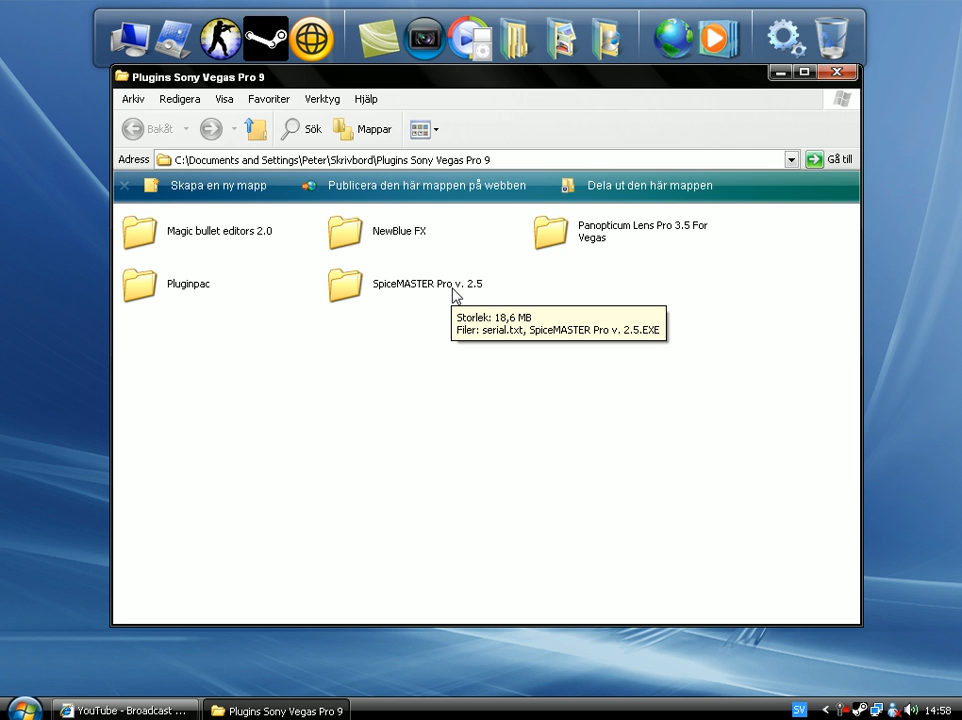 Plugins Sony Vegas Pro 9
Arkiv Redigera Visa Favoriter Verktyg Hjälp
Bakåt Sök Mappar
Adress C:\Documents and Settings\Peter\Skrivbord\Plugins Sony Vegas Pro 9 Gå till
Skapa en ny mapp Publicera den här mappen på webben Dela ut den här mappen
Magic bullet editors 2.0 NewBlue FX Panopticum Lens Pro 3.5 For
Vegas
Pluginpac SpiceMASTER Pro v. 2.5
Storlek: 18,6 MB
Filer: serial.txt, SpiceMASTER Pro v. 2.5.EXE
YouTube - Broadcast ... Plugins Sony Vegas Pro 9 SV 14:58